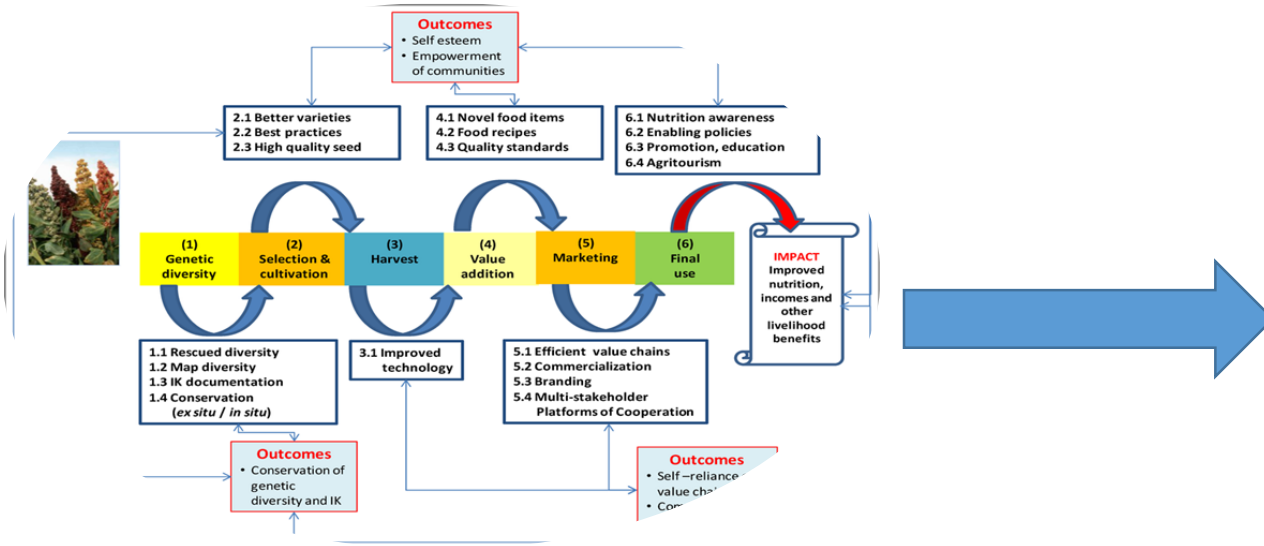 Outcomes
• Self esteem
• Empowerment
of communities
2.1 Better varieties
2.2 Best practices
2.3 High quality seed
4.1 Novel food items
4.2 Food recipes
4.3 Quality standards
6.1 Nutrition awareness
6.2 Enabling policies
6.3 Promotion, education
6.4 Agritourism
(1)
Genetic
diversity
(2)
Selection &
cultivation
(3)
Harvest
(4)
Value
addition
(5)
Marketing
(6)
Final
use
IMPACT
Improved
nutrition,
incomes and
other
livelihood
benefits
1.1 Rescued diversity
1.2 Map diversity
1.3 IK documentation
1.4 Conservation
(ex situ / in situ)
3.1 Improved
technology
5.1 Efficient value chains
5.2 Commercialization
5.3 Branding
5.4 Multi-stakeholder
Platforms of Cooperation
Outcomes
• Conservation of
genetic
diversity and IK
Outcomes
• Self –reliance
value